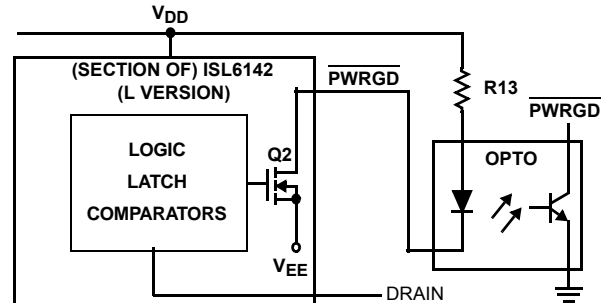 VDD
(SECTION OF) ISL6142
(L VERSION)
PWRGD
R13
PWRGD
LOGIC
LATCH
COMPARATORS
Q2
OPTO
VEE
DRAIN